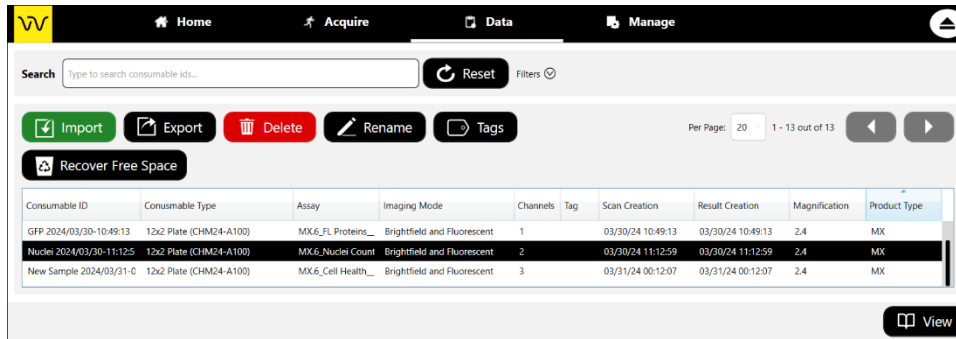 Home Acquire Data Manage
Search Type to search consumable ids... Reset Filters
Import Export Delete Rename Tags Per Page: 20 1 - 13 out of 13
Recover Free Space
Consumable ID Conusmable Type Assay Imaging Mode Channels Tag Scan Creation Result Creation Magnification Product Type
GFP 2024/03/30-10:49:13 12x2 Plate (CHM24-A100) MX.6_FL Proteins_ Brightfield and Fluorescent 1 03/30/24 10:49:13 03/30/24 10:49:13 2.4 MX
Nuclei 2024/03/30-11:12:5 12x2 Plate (CHM24-A100) MX.6_Nuclei Count Brightfield and Fluorescent 2 03/30/24 11:12:59 03/30/24 11:12:59 2.4 MX
New Sample 2024/03/31-0 12x2 Plate (CHM24-A100) MX.6_Cell Health_ Brightfield and Fluorescent 3 03/31/24 00:12:07 03/31/24 00:12:07 2.4 MX
View